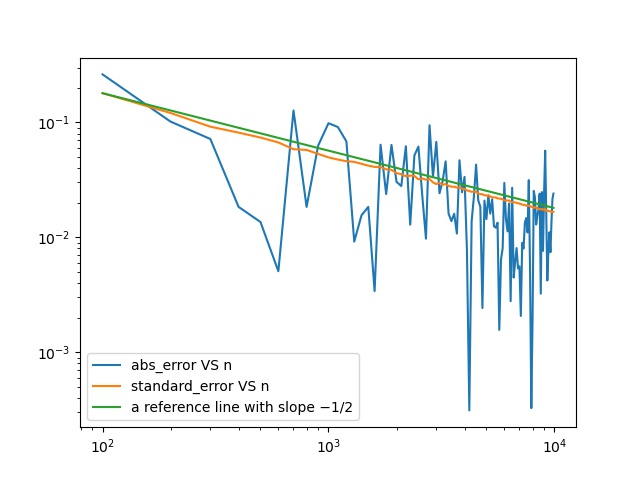 10⁻¹
10⁻²
10⁻³
abs_error VS n
standard_error VS n
a reference line with slope −1/2
10² 10³ 10⁴